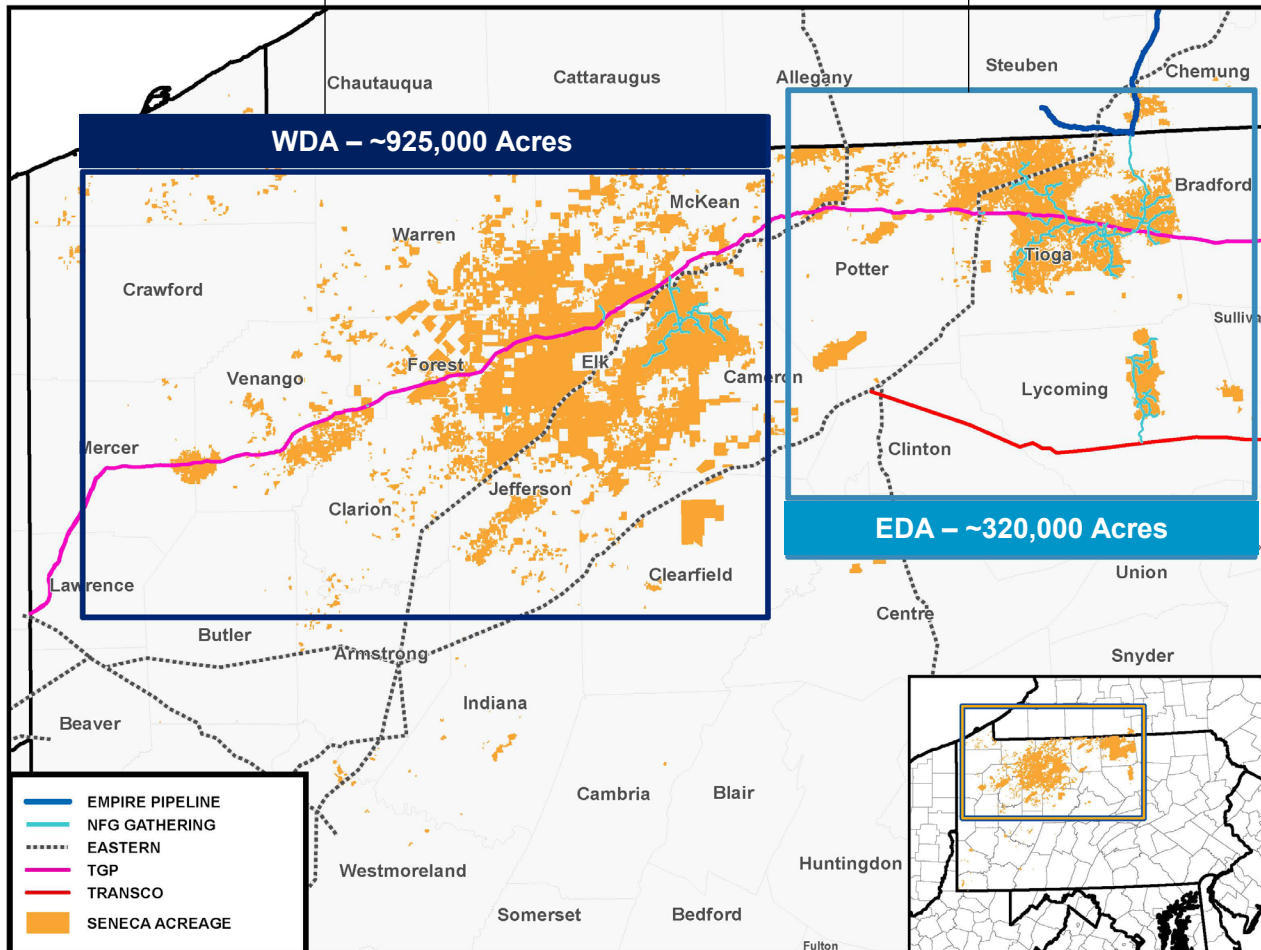 Steuben
Chautauqua
Cattaraugus
Allegany
Chemung
WDA – ~925,000 Acres
McKean
Bradford
Warren
Tioga
Potter
Crawford
Sulliva
Forest
Elk
Venango
Cameron
Lycoming
Mercer
Clinton
Jefferson
Clarion
EDA – ~320,000 Acres
Clearfield
Union
Lawrence
Centre
Butler
Armstrong
Snyder
Indiana
Beaver
Cambria
Blair
Huntingdon
Westmoreland
Somerset
Bedford
Fulton
EMPIRE PIPELINE
NFG GATHERING
EASTERN
TGP
TRANSCO
SENECA ACREAGE